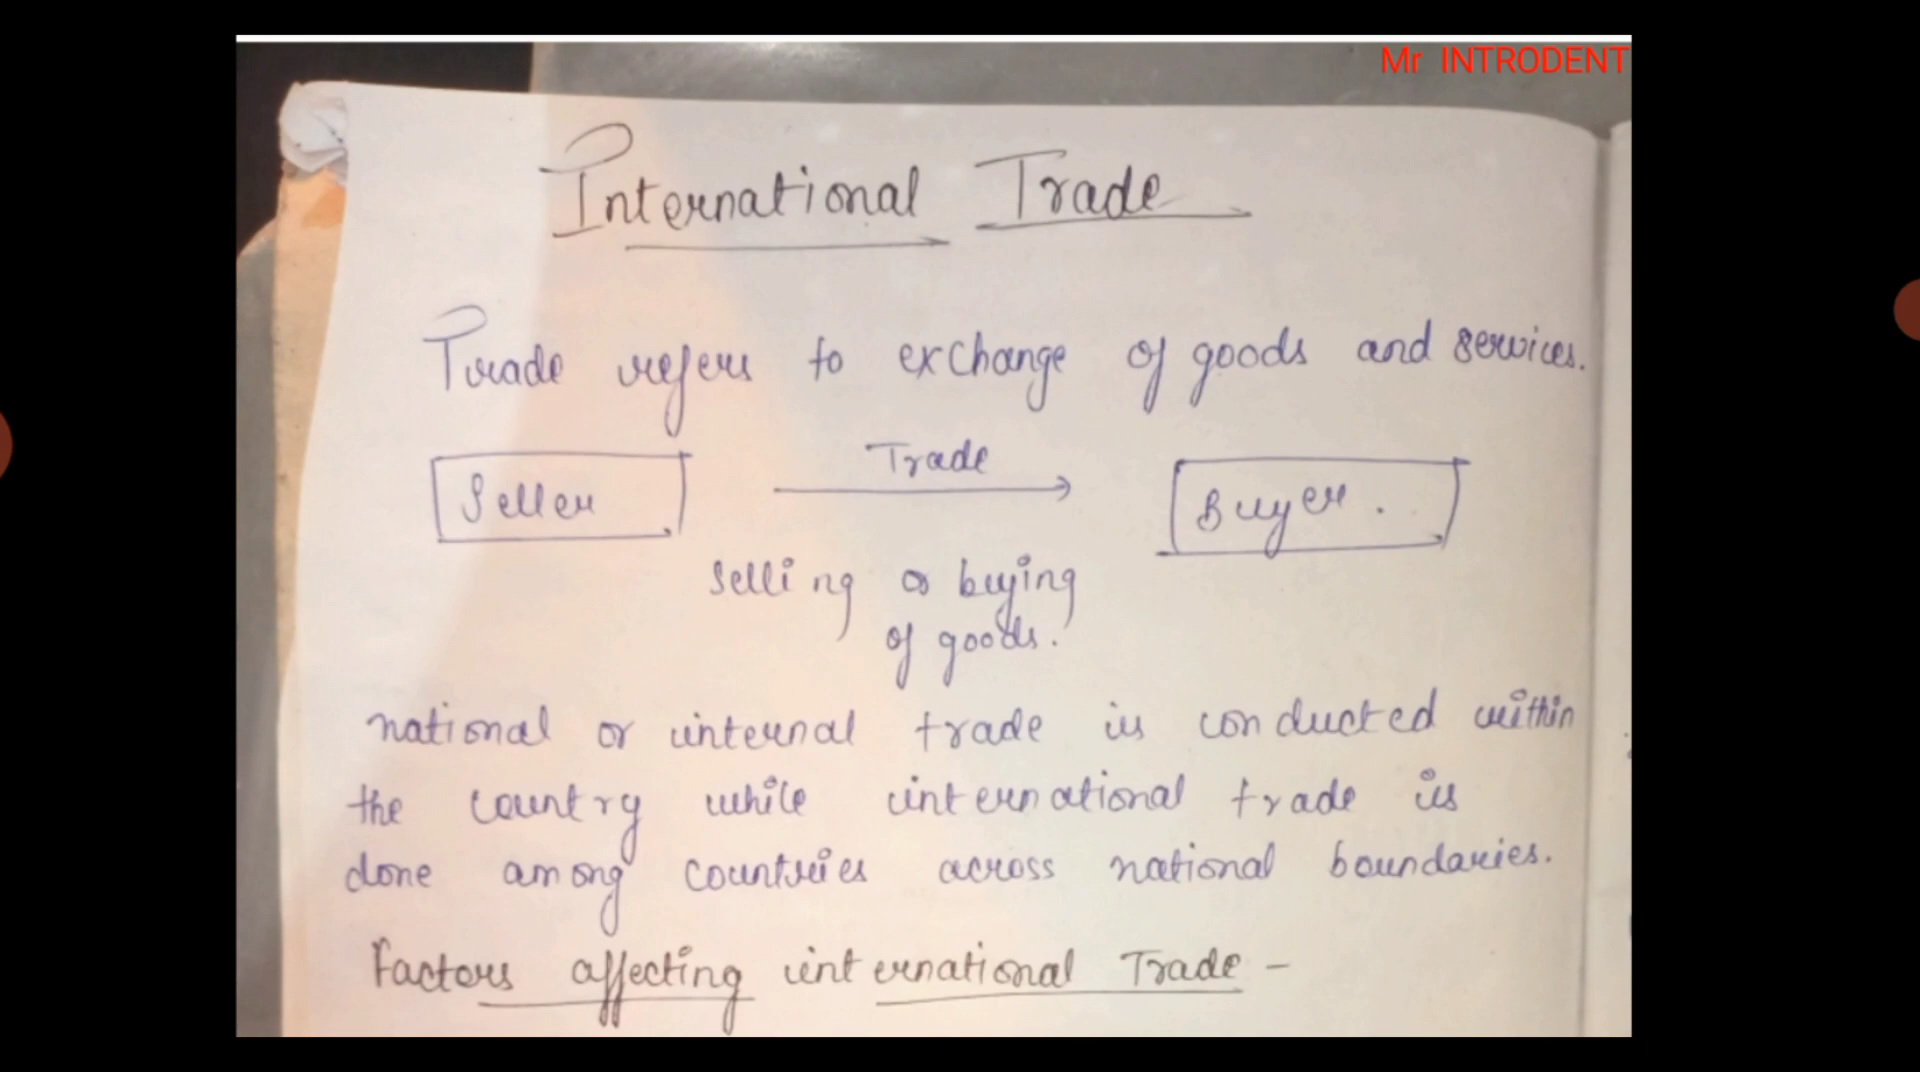 Mr INTRODENT
International Trade
Trade refers to exchange of goods and services.
Trade
Seller
Buyer.
Selling or buying
of goods.
national or internal trade is conducted within
the country while international trade is
done among countries across national boundaries.
Factors affecting international Trade -